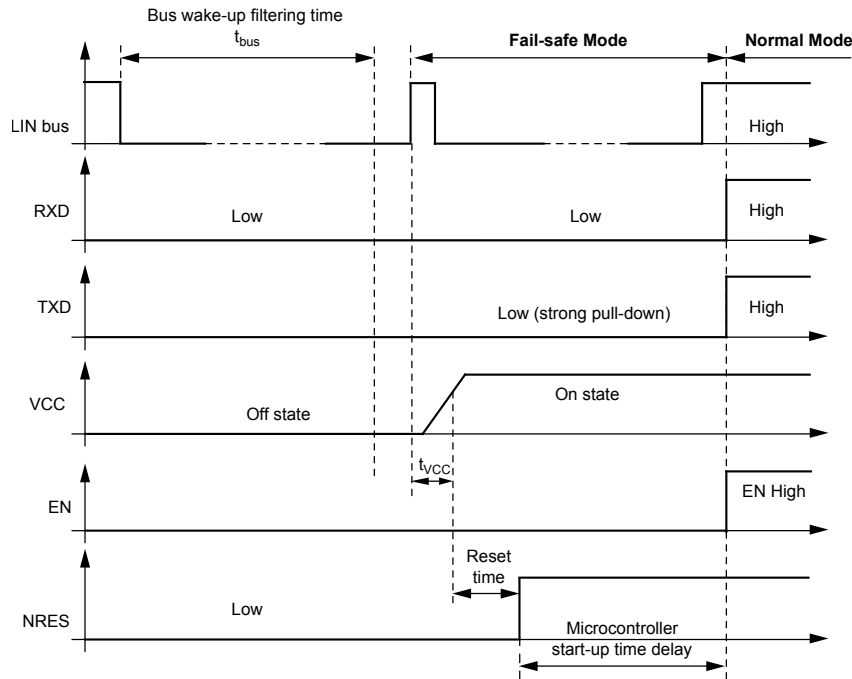 Bus wake-up filtering time
tbus
Fail-safe Mode
Normal Mode
LIN bus
High
RXD
Low
Low
High
TXD
Low (strong pull-down)
High
VCC
Off state
On state
tVCC
EN
EN High
Reset
time
NRES
Low
Microcontroller
start-up time delay